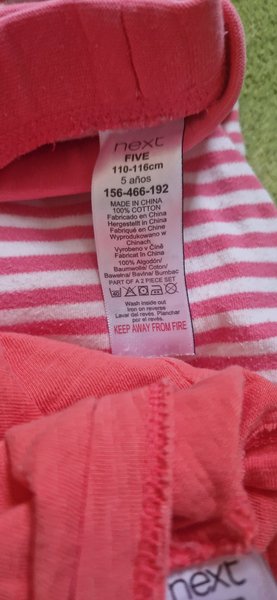 next
FIVE
110-116cm
5 años
156-466-192
MADE IN CHINA
100% COTTON
Fabricado en China
Hergestellt in China
Fabriqué en Chine
Wyprodukowano w
Chinach
Vyrobeno v Číně
Fabricat In China
100% Algodón/
Baumwolle/ Coton/
Bawełna/ Bavlna/ Bumbac
PART OF A 2 PIECE SET
Wash inside out
Iron on reverse
Lavar del revés. Planchar
por el revés.
KEEP AWAY FROM FIRE
next